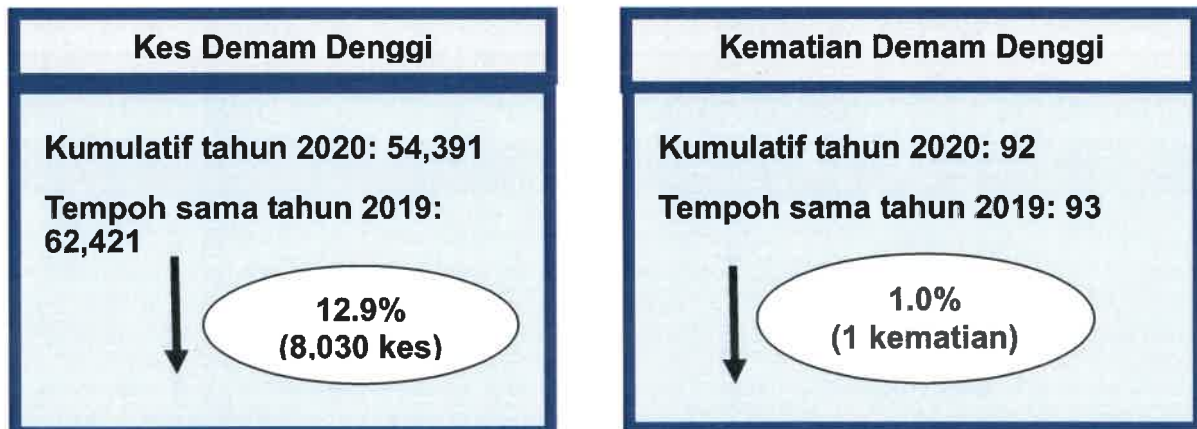 Kes Demam Denggi
Kumulatif tahun 2020: 54,391
Tempoh sama tahun 2019:
62,421
12.9%
(8,030 kes)
Kematian Demam Denggi
Kumulatif tahun 2020: 92
Tempoh sama tahun 2019: 93
1.0%
(1 kematian)